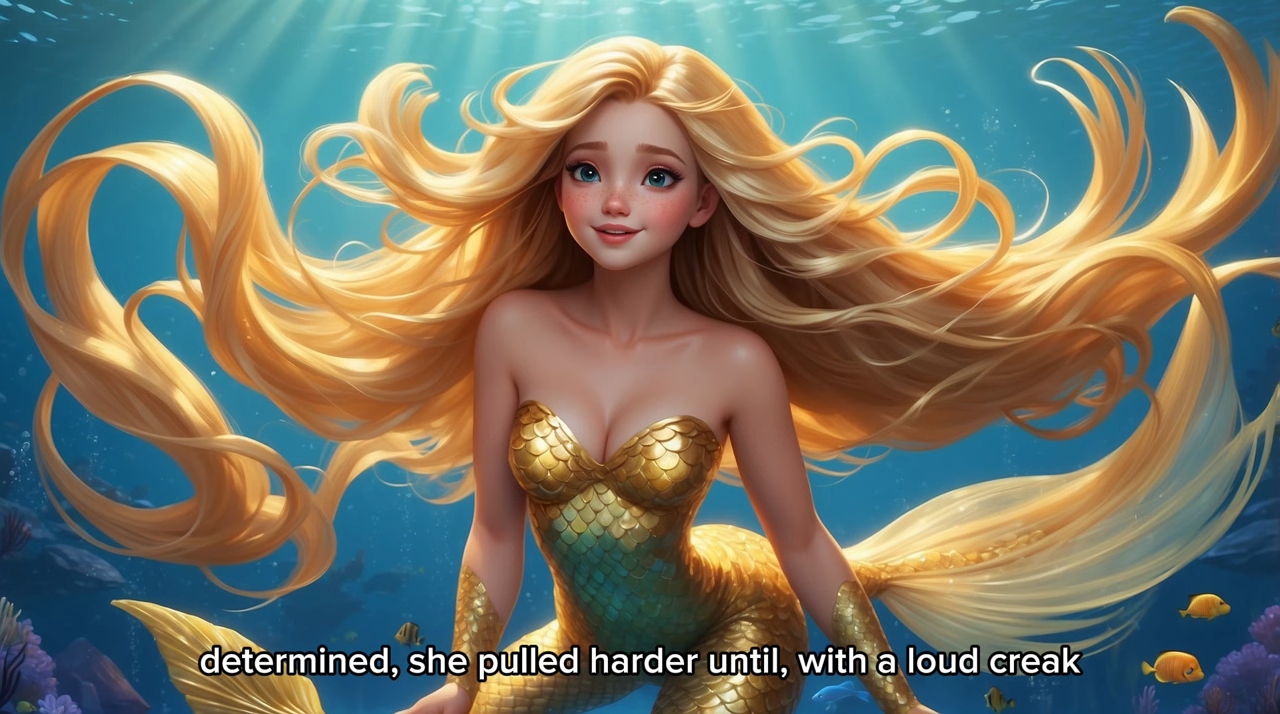 determined, she pulled harder until, with a loud creak